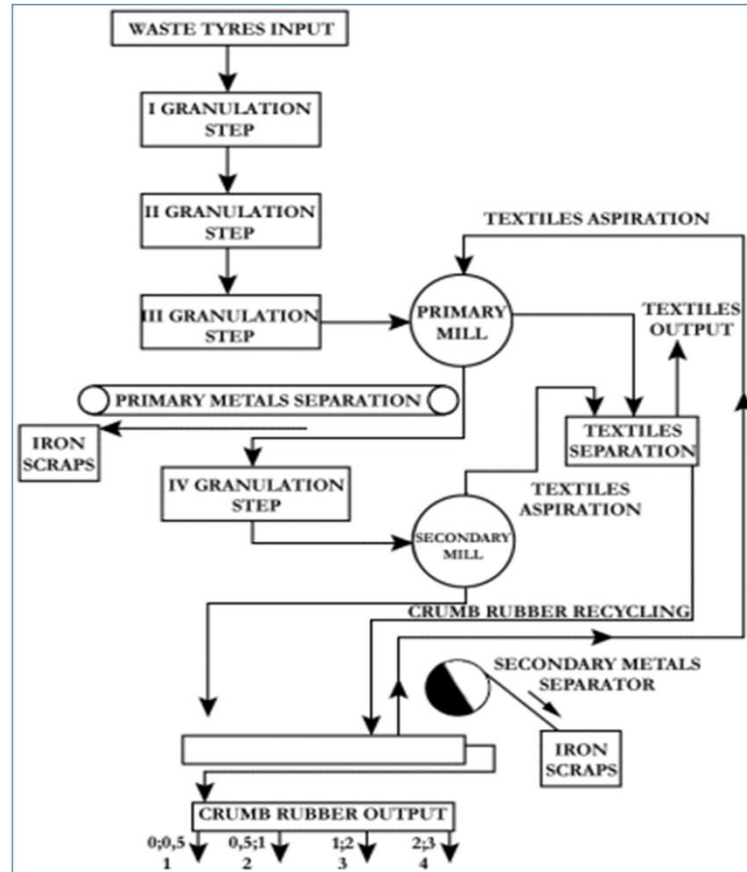 WASTE TYRES INPUT
I GRANULATION
STEP
II GRANULATION
STEP
TEXTILES ASPIRATION
III GRANULATION
STEP
PRIMARY
MILL
TEXTILES
OUTPUT
PRIMARY METALS SEPARATION
IRON
SCRAPS
TEXTILES
SEPARATION
IV GRANULATION
STEP
TEXTILES
ASPIRATION
SECONDARY
MILL
CRUMB RUBBER RECYCLING
SECONDARY METALS
SEPARATOR
IRON
SCRAPS
CRUMB RUBBER OUTPUT
0;0,5 0,5;1 1;2 2;3
1 2 3 4